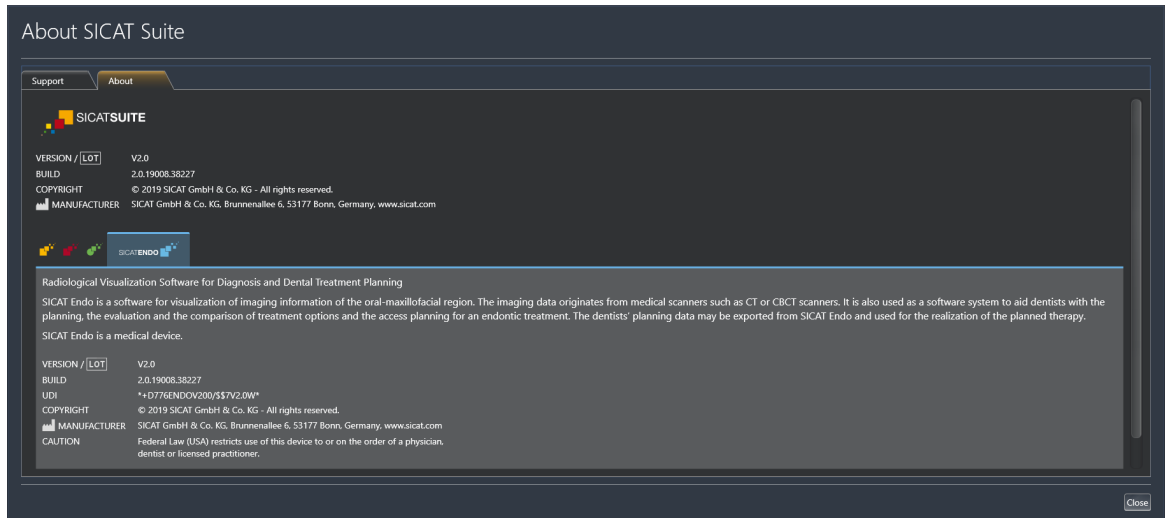 About SICAT Suite
Support About
SICATSUITE
VERSION / LOT V2.0
BUILD 2.0.19008.38227
COPYRIGHT © 2019 SICAT GmbH & Co. KG - All rights reserved.
MANUFACTURER SICAT GmbH & Co. KG, Brunnenallee 6, 53177 Bonn, Germany, www.sicat.com
SICATENDO
Radiological Visualization Software for Diagnosis and Dental Treatment Planning
SICAT Endo is a software for visualization of imaging information of the oral-maxillofacial region. The imaging data originates from medical scanners such as CT or CBCT scanners. It is also used as a software system to aid dentists with the
planning, the evaluation and the comparison of treatment options and the access planning for an endontic treatment. The dentists' planning data may be exported from SICAT Endo and used for the realization of the planned therapy.
SICAT Endo is a medical device.
VERSION / LOT V2.0
BUILD 2.0.19008.38227
UDI *+D776ENDOV200/$$7V2.0W*
COPYRIGHT © 2019 SICAT GmbH & Co. KG - All rights reserved.
MANUFACTURER SICAT GmbH & Co. KG, Brunnenallee 6, 53177 Bonn, Germany, www.sicat.com
CAUTION Federal Law (USA) restricts use of this device to or on the order of a physician,
dentist or licensed practitioner.
Close